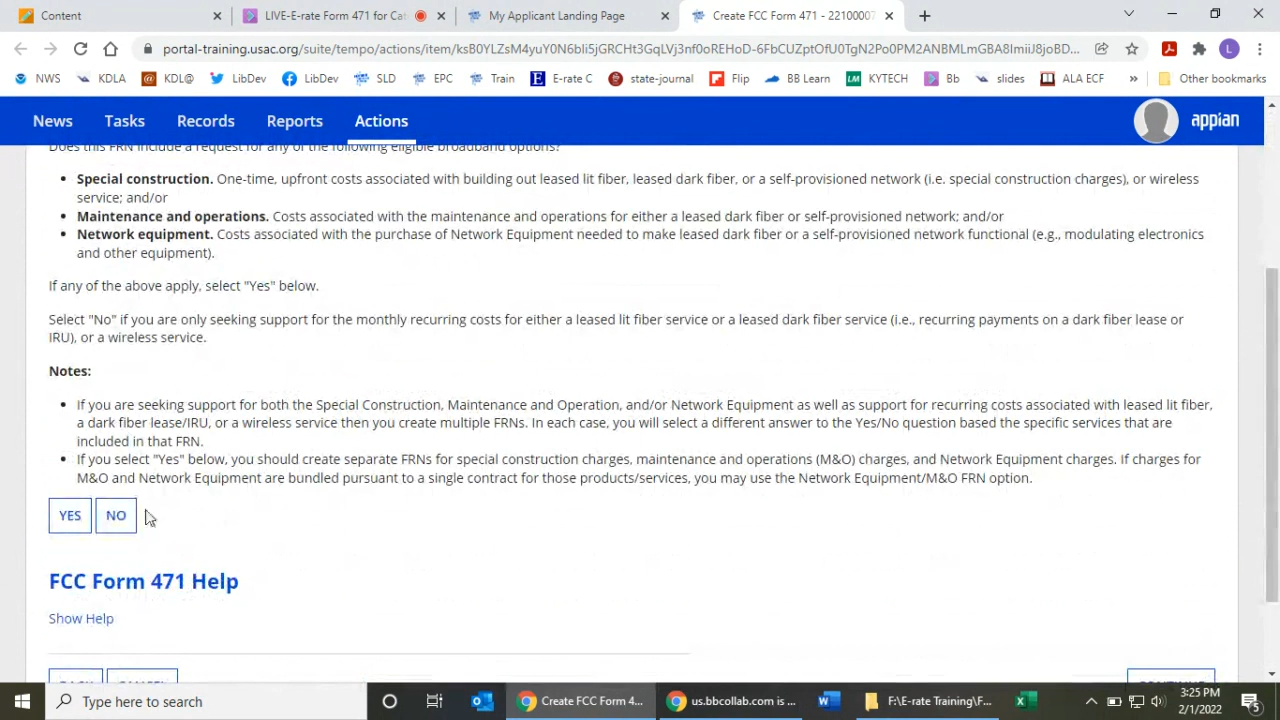 Content
LIVE-E-rate Form 471 for Cat
My Applicant Landing Page
Create FCC Form 471 - 22100007
portal-training.usac.org/suite/tempo/actions/item/
NWS
KDLA
KDL@
LibDev
LibDev
SLD
EPC
Train
E-rate C
state-journal
Flip
BB Learn
KYTECH
Bb
slides
ALA ECF
Other bookmarks
News
Tasks
Records
Reports
Actions
appian
Does this FRN include a request for any of the following eligible broadband options?
Special construction. One-time, upfront costs associated with building out leased lit fiber, leased dark fiber, or a self-provisioned network (i.e. special construction charges), or wireless
service; and/or
Maintenance and operations. Costs associated with the maintenance and operations for either a leased dark fiber or self-provisioned network; and/or
Network equipment. Costs associated with the purchase of Network Equipment needed to make leased dark fiber or a self-provisioned network functional (e.g., modulating electronics
and other equipment).
If any of the above apply, select "Yes" below.
Select "No" if you are only seeking support for the monthly recurring costs for either a leased lit fiber service or a leased dark fiber service (i.e., recurring payments on a dark fiber lease or
IRU), or a wireless service.
Notes:
If you are seeking support for both the Special Construction, Maintenance and Operation, and/or Network Equipment as well as support for recurring costs associated with leased lit fiber,
a dark fiber lease/IRU, or a wireless service then you create multiple FRNs. In each case, you will select a different answer to the Yes/No question based the specific services that are
included in that FRN.
If you select "Yes" below, you should create separate FRNs for special construction charges, maintenance and operations (M&O) charges, and Network Equipment charges. If charges for
M&O and Network Equipment are bundled pursuant to a single contract for those products/services, you may use the Network Equipment/M&O FRN option.
YES
NO
FCC Form 471 Help
Show Help
BACK
CANCEL
CONTINUE
Type here to search
Create FCC Form 4...
us.bbcollab.com is ...
F:\E-rate Training\F...
3:25 PM
2/1/2022
5